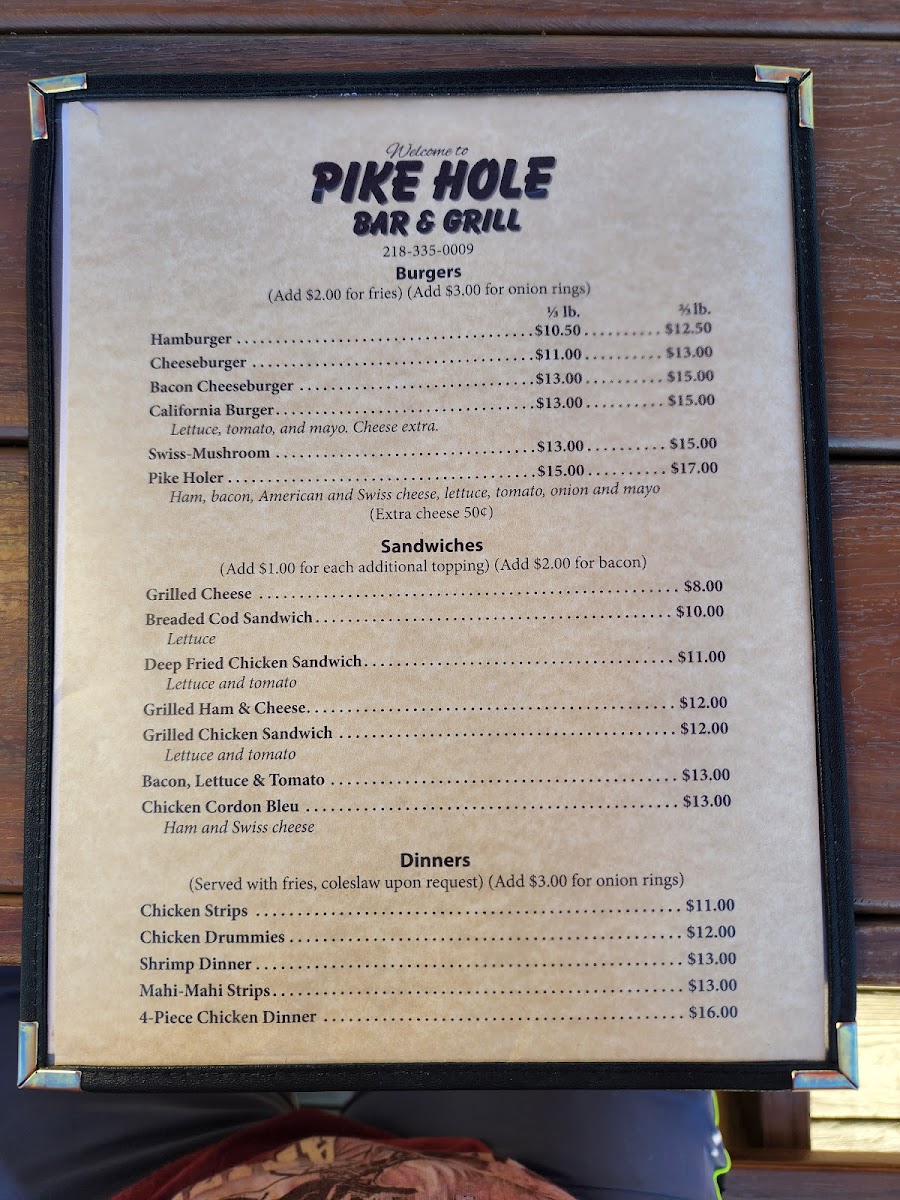 Welcome to
PIKE HOLE
BAR & GRILL
218-335-0009
Burgers
(Add $2.00 for fries) (Add $3.00 for onion rings)
⅓ lb. ⅔ lb.
Hamburger $10.50 $12.50
Cheeseburger $11.00 $13.00
Bacon Cheeseburger $13.00 $15.00
California Burger $13.00 $15.00
Lettuce, tomato, and mayo. Cheese extra.
Swiss-Mushroom $13.00 $15.00
Pike Holer $15.00 $17.00
Ham, bacon, American and Swiss cheese, lettuce, tomato, onion and mayo
(Extra cheese 50¢)
Sandwiches
(Add $1.00 for each additional topping) (Add $2.00 for bacon)
Grilled Cheese $8.00
Breaded Cod Sandwich $10.00
Lettuce
Deep Fried Chicken Sandwich $11.00
Lettuce and tomato
Grilled Ham & Cheese $12.00
Grilled Chicken Sandwich $12.00
Lettuce and tomato
Bacon, Lettuce & Tomato $13.00
Chicken Cordon Bleu $13.00
Ham and Swiss cheese
Dinners
(Served with fries, coleslaw upon request) (Add $3.00 for onion rings)
Chicken Strips $11.00
Chicken Drummies $12.00
Shrimp Dinner $13.00
Mahi-Mahi Strips $13.00
4-Piece Chicken Dinner $16.00